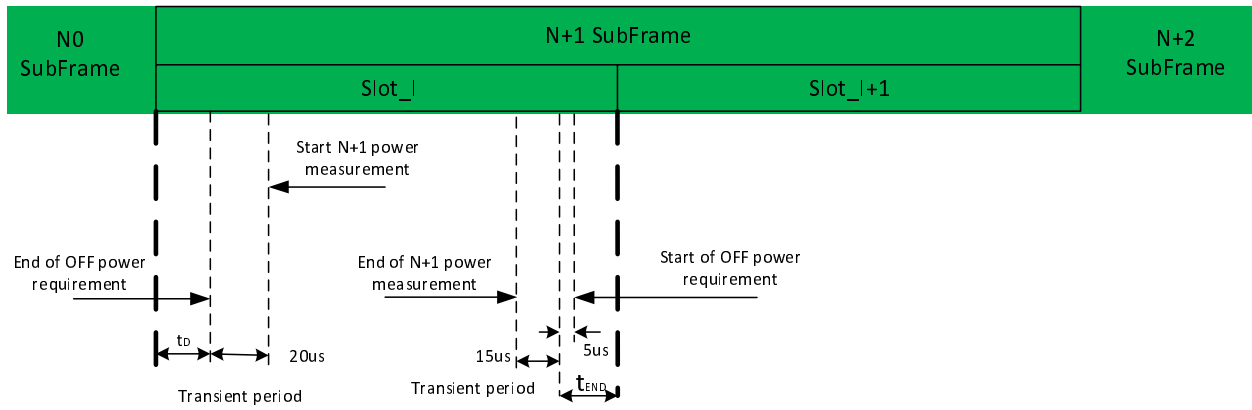 N0
SubFrame
N+1 SubFrame
N+2
SubFrame
Slot_I
Slot_I+1
Start N+1 power
measurement
End of OFF power
requirement
End of N+1 power
measurement
Start of OFF power
requirement
tD
20us
15us
5us
Transient period
Transient period
tEND